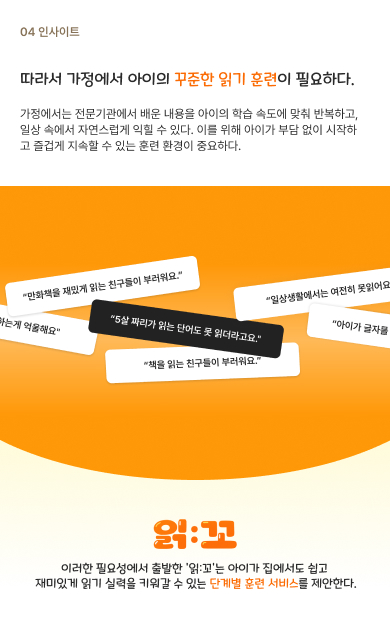 04 인사이트
따라서 가정에서 아이의 꾸준한 읽기 훈련이 필요하다.
가정에서는 전문기관에서 배운 내용을 아이의 학습 속도에 맞춰 반복하고,
일상 속에서 자연스럽게 익힐 수 있다. 이를 위해 아이가 부담 없이 시작하
고 즐겁게 지속할 수 있는 훈련 환경이 중요하다.
“만화책을 재밌게 읽는 친구들이 부러워요.”
“일상생활에서는 여전히 못읽어요
하는게 억울해요”
“5살 짜리가 읽는 단어도 못 읽더라고요.”
“아이가 글자를
“책을 읽는 친구들이 부러워요.”
읽:꼬
이러한 필요성에서 출발한 '읽:꼬'는 아이가 집에서도 쉽고
재미있게 읽기 실력을 키워갈 수 있는 단계별 훈련 서비스를 제안한다.